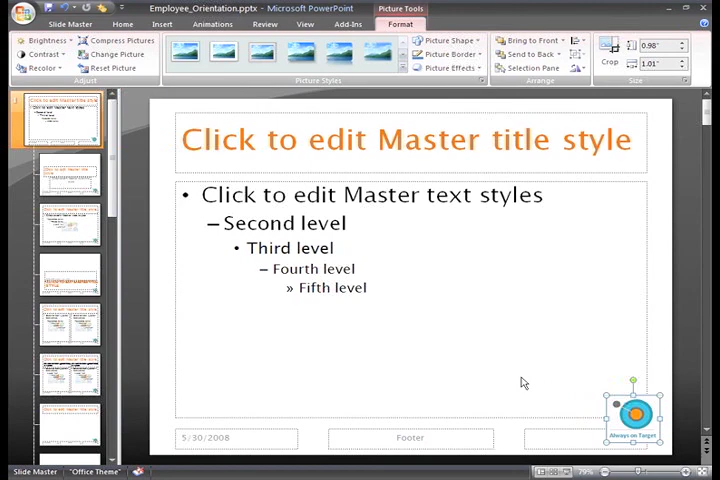 Employee_Orientation.pptx - Microsoft PowerPoint
Picture Tools
Slide Master
Home
Insert
Animations
Review
View
Add-Ins
Format
Brightness
Compress Pictures
Contrast
Change Picture
Recolor
Reset Picture
Adjust
Picture Styles
Picture Shape
Picture Border
Picture Effects
Bring to Front
Send to Back
Selection Pane
Arrange
Crop
0.98"
1.01"
Size
1
Click to edit Master title style
• Click to edit Master text styles
– Second level
• Third level
– Fourth level
» Fifth level
5/30/2008
Footer
Always on Target
Slide Master
"Office Theme"
79%